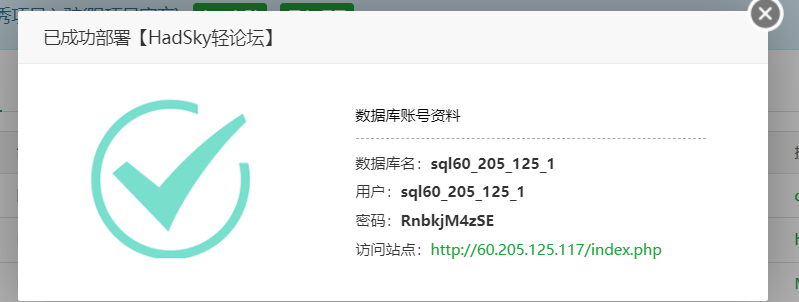 已成功部署【HadSky轻论坛】
数据库账号资料
数据库名：sql60_205_125_1
用户：sql60_205_125_1
密码：RnbkjM4zSE
访问站点：http://60.205.125.117/index.php